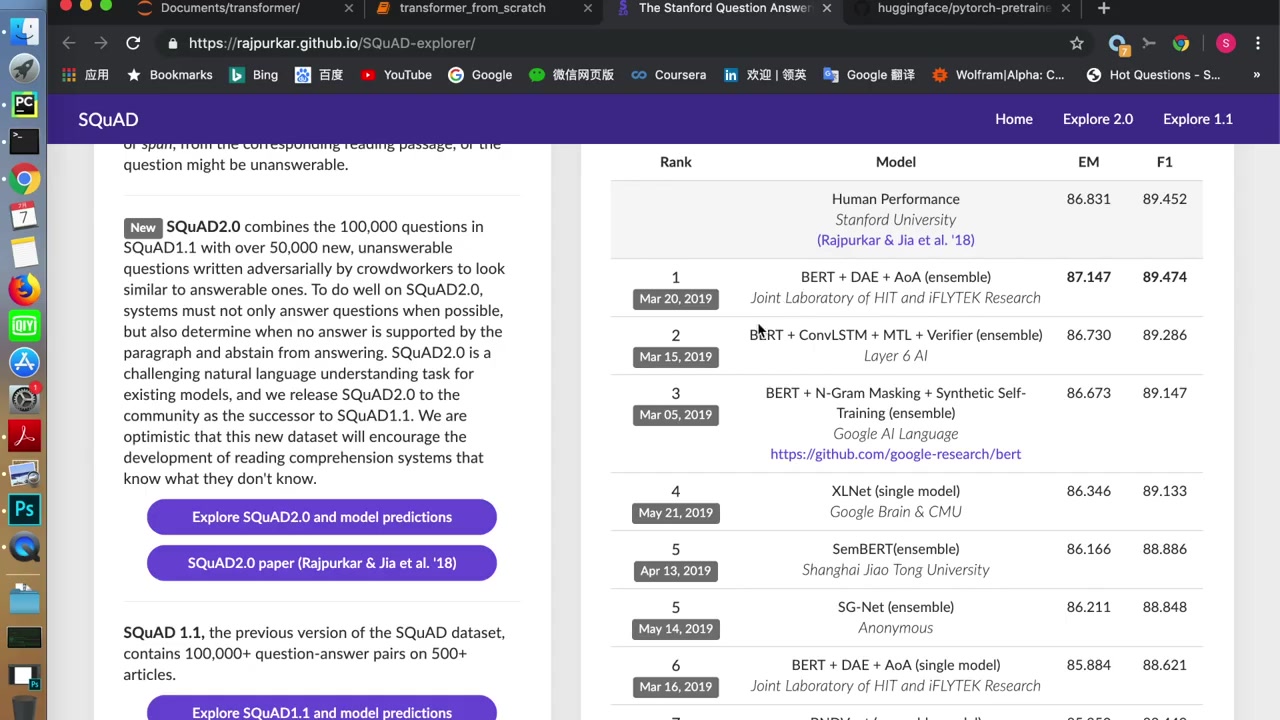 Documents/transformer/
transformer_from_scratch
The Stanford Question Answer
huggingface/pytorch-pretraine
https://rajpurkar.github.io/SQuAD-explorer/
S
7
应用
Bookmarks
Bing
百度
YouTube
Google
微信网页版
Coursera
欢迎 | 领英
Google 翻译
Wolfram|Alpha: C...
Hot Questions - S...
»
SQuAD
Home
Explore 2.0
Explore 1.1
or span, from the corresponding reading passage, or the
question might be unanswerable.
New SQuAD2.0 combines the 100,000 questions in
SQuAD1.1 with over 50,000 new, unanswerable
questions written adversarially by crowdworkers to look
similar to answerable ones. To do well on SQuAD2.0,
systems must not only answer questions when possible,
but also determine when no answer is supported by the
paragraph and abstain from answering. SQuAD2.0 is a
challenging natural language understanding task for
existing models, and we release SQuAD2.0 to the
community as the successor to SQuAD1.1. We are
optimistic that this new dataset will encourage the
development of reading comprehension systems that
know what they don't know.
Explore SQuAD2.0 and model predictions
SQuAD2.0 paper (Rajpurkar & Jia et al. '18)
SQuAD 1.1, the previous version of the SQuAD dataset,
contains 100,000+ question-answer pairs on 500+
articles.
Explore SQuAD1.1 and model predictions
Rank Model EM F1
Human Performance 86.831 89.452
Stanford University
(Rajpurkar & Jia et al. '18)
1 BERT + DAE + AoA (ensemble) 87.147 89.474
Mar 20, 2019 Joint Laboratory of HIT and iFLYTEK Research
2 BERT + ConvLSTM + MTL + Verifier (ensemble) 86.730 89.286
Mar 15, 2019 Layer 6 AI
3 BERT + N-Gram Masking + Synthetic Self- 86.673 89.147
Mar 05, 2019 Training (ensemble)
Google AI Language
https://github.com/google-research/bert
4 XLNet (single model) 86.346 89.133
May 21, 2019 Google Brain & CMU
5 SemBERT(ensemble) 86.166 88.886
Apr 13, 2019 Shanghai Jiao Tong University
5 SG-Net (ensemble) 86.211 88.848
May 14, 2019 Anonymous
6 BERT + DAE + AoA (single model) 85.884 88.621
Mar 16, 2019 Joint Laboratory of HIT and iFLYTEK Research
PC
7
QIY
1
Ps